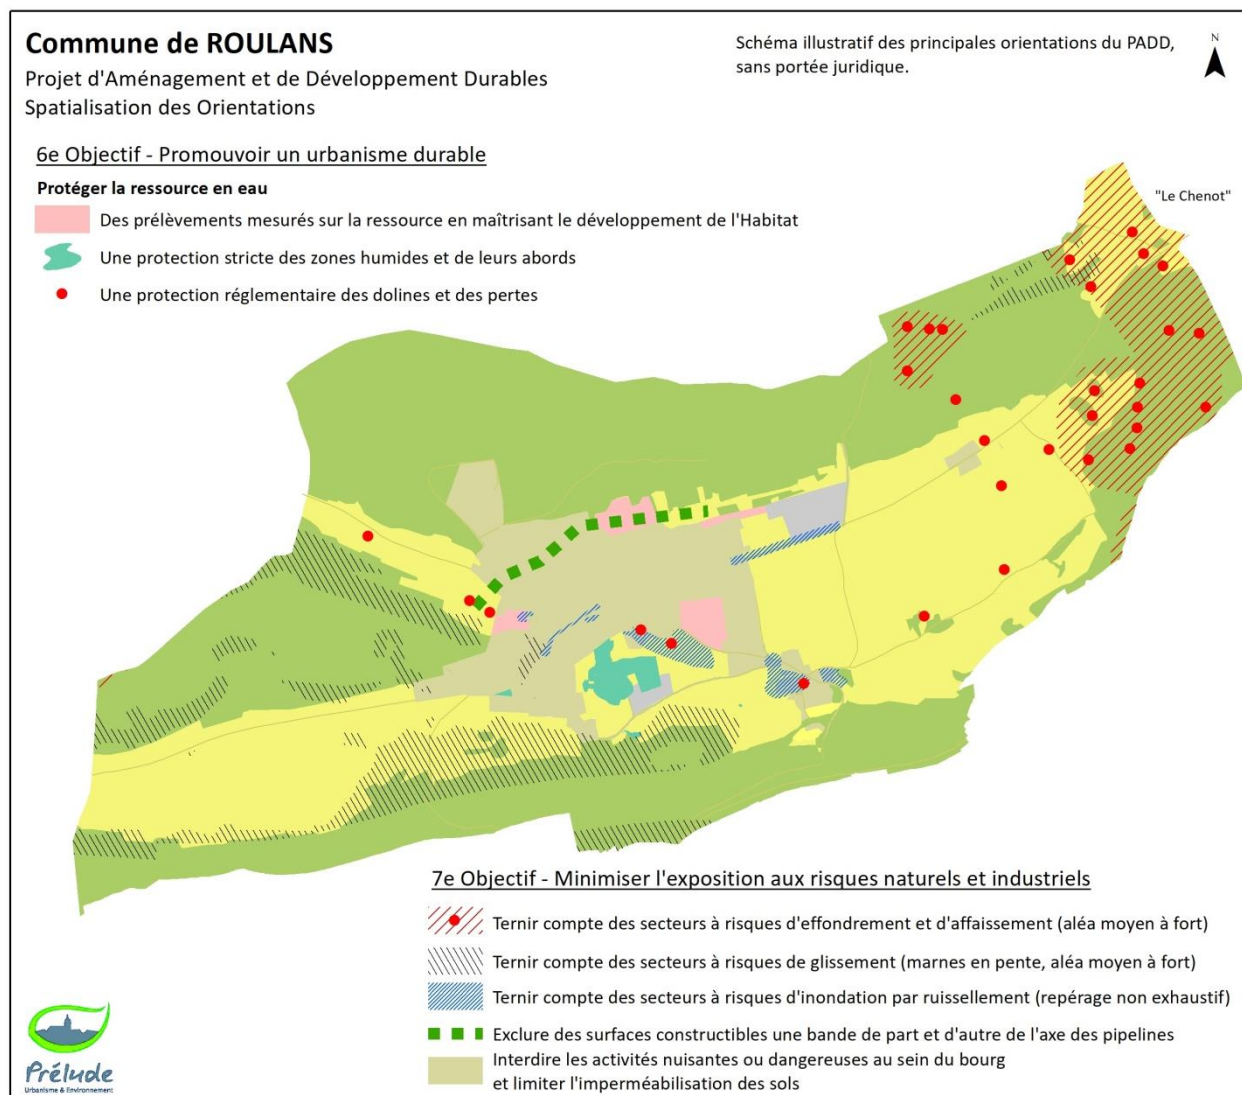 Commune de ROULANS
Projet d'Aménagement et de Développement Durables
Spatialisation des Orientations
Schéma illustratif des principales orientations du PADD,
sans portée juridique.
N
6e Objectif - Promouvoir un urbanisme durable
Protéger la ressource en eau
Des prélèvements mesurés sur la ressource en maîtrisant le développement de l'Habitat
Une protection stricte des zones humides et de leurs abords
Une protection réglementaire des dolines et des pertes
"Le Chenot"
7e Objectif - Minimiser l'exposition aux risques naturels et industriels
Ternir compte des secteurs à risques d'effondrement et d'affaissement (aléa moyen à fort)
Ternir compte des secteurs à risques de glissement (marnes en pente, aléa moyen à fort)
Ternir compte des secteurs à risques d'inondation par ruissellement (repérage non exhaustif)
Exclure des surfaces constructibles une bande de part et d'autre de l'axe des pipelines
Interdire les activités nuisantes ou dangereuses au sein du bourg
et limiter l'imperméabilisation des sols
Prélude
Urbanisme & Environnement